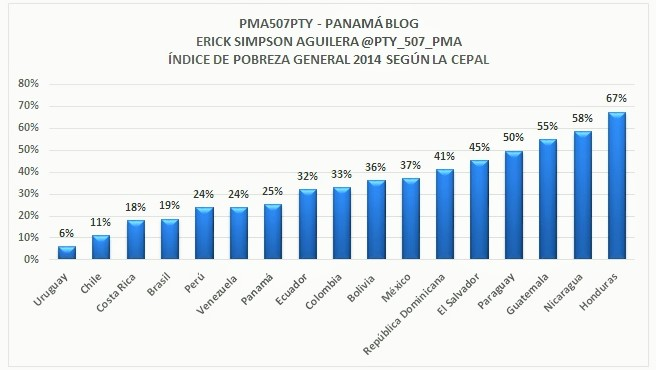 PMA507PTY - PANAMÁ BLOG
ERICK SIMPSON AGUILERA @PTY_507_PMA
ÍNDICE DE POBREZA GENERAL 2014 SEGÚN LA CEPAL
80%
70%
60%
50%
40%
30%
20%
10%
0%
6%
11%
18%
19%
24%
24%
25%
32%
33%
36%
37%
41%
45%
50%
55%
58%
67%
Uruguay
Chile
Costa Rica
Brasil
Perú
Venezuela
Panamá
Ecuador
Colombia
Bolivia
México
República Dominicana
El Salvador
Paraguay
Guatemala
Nicaragua
Honduras